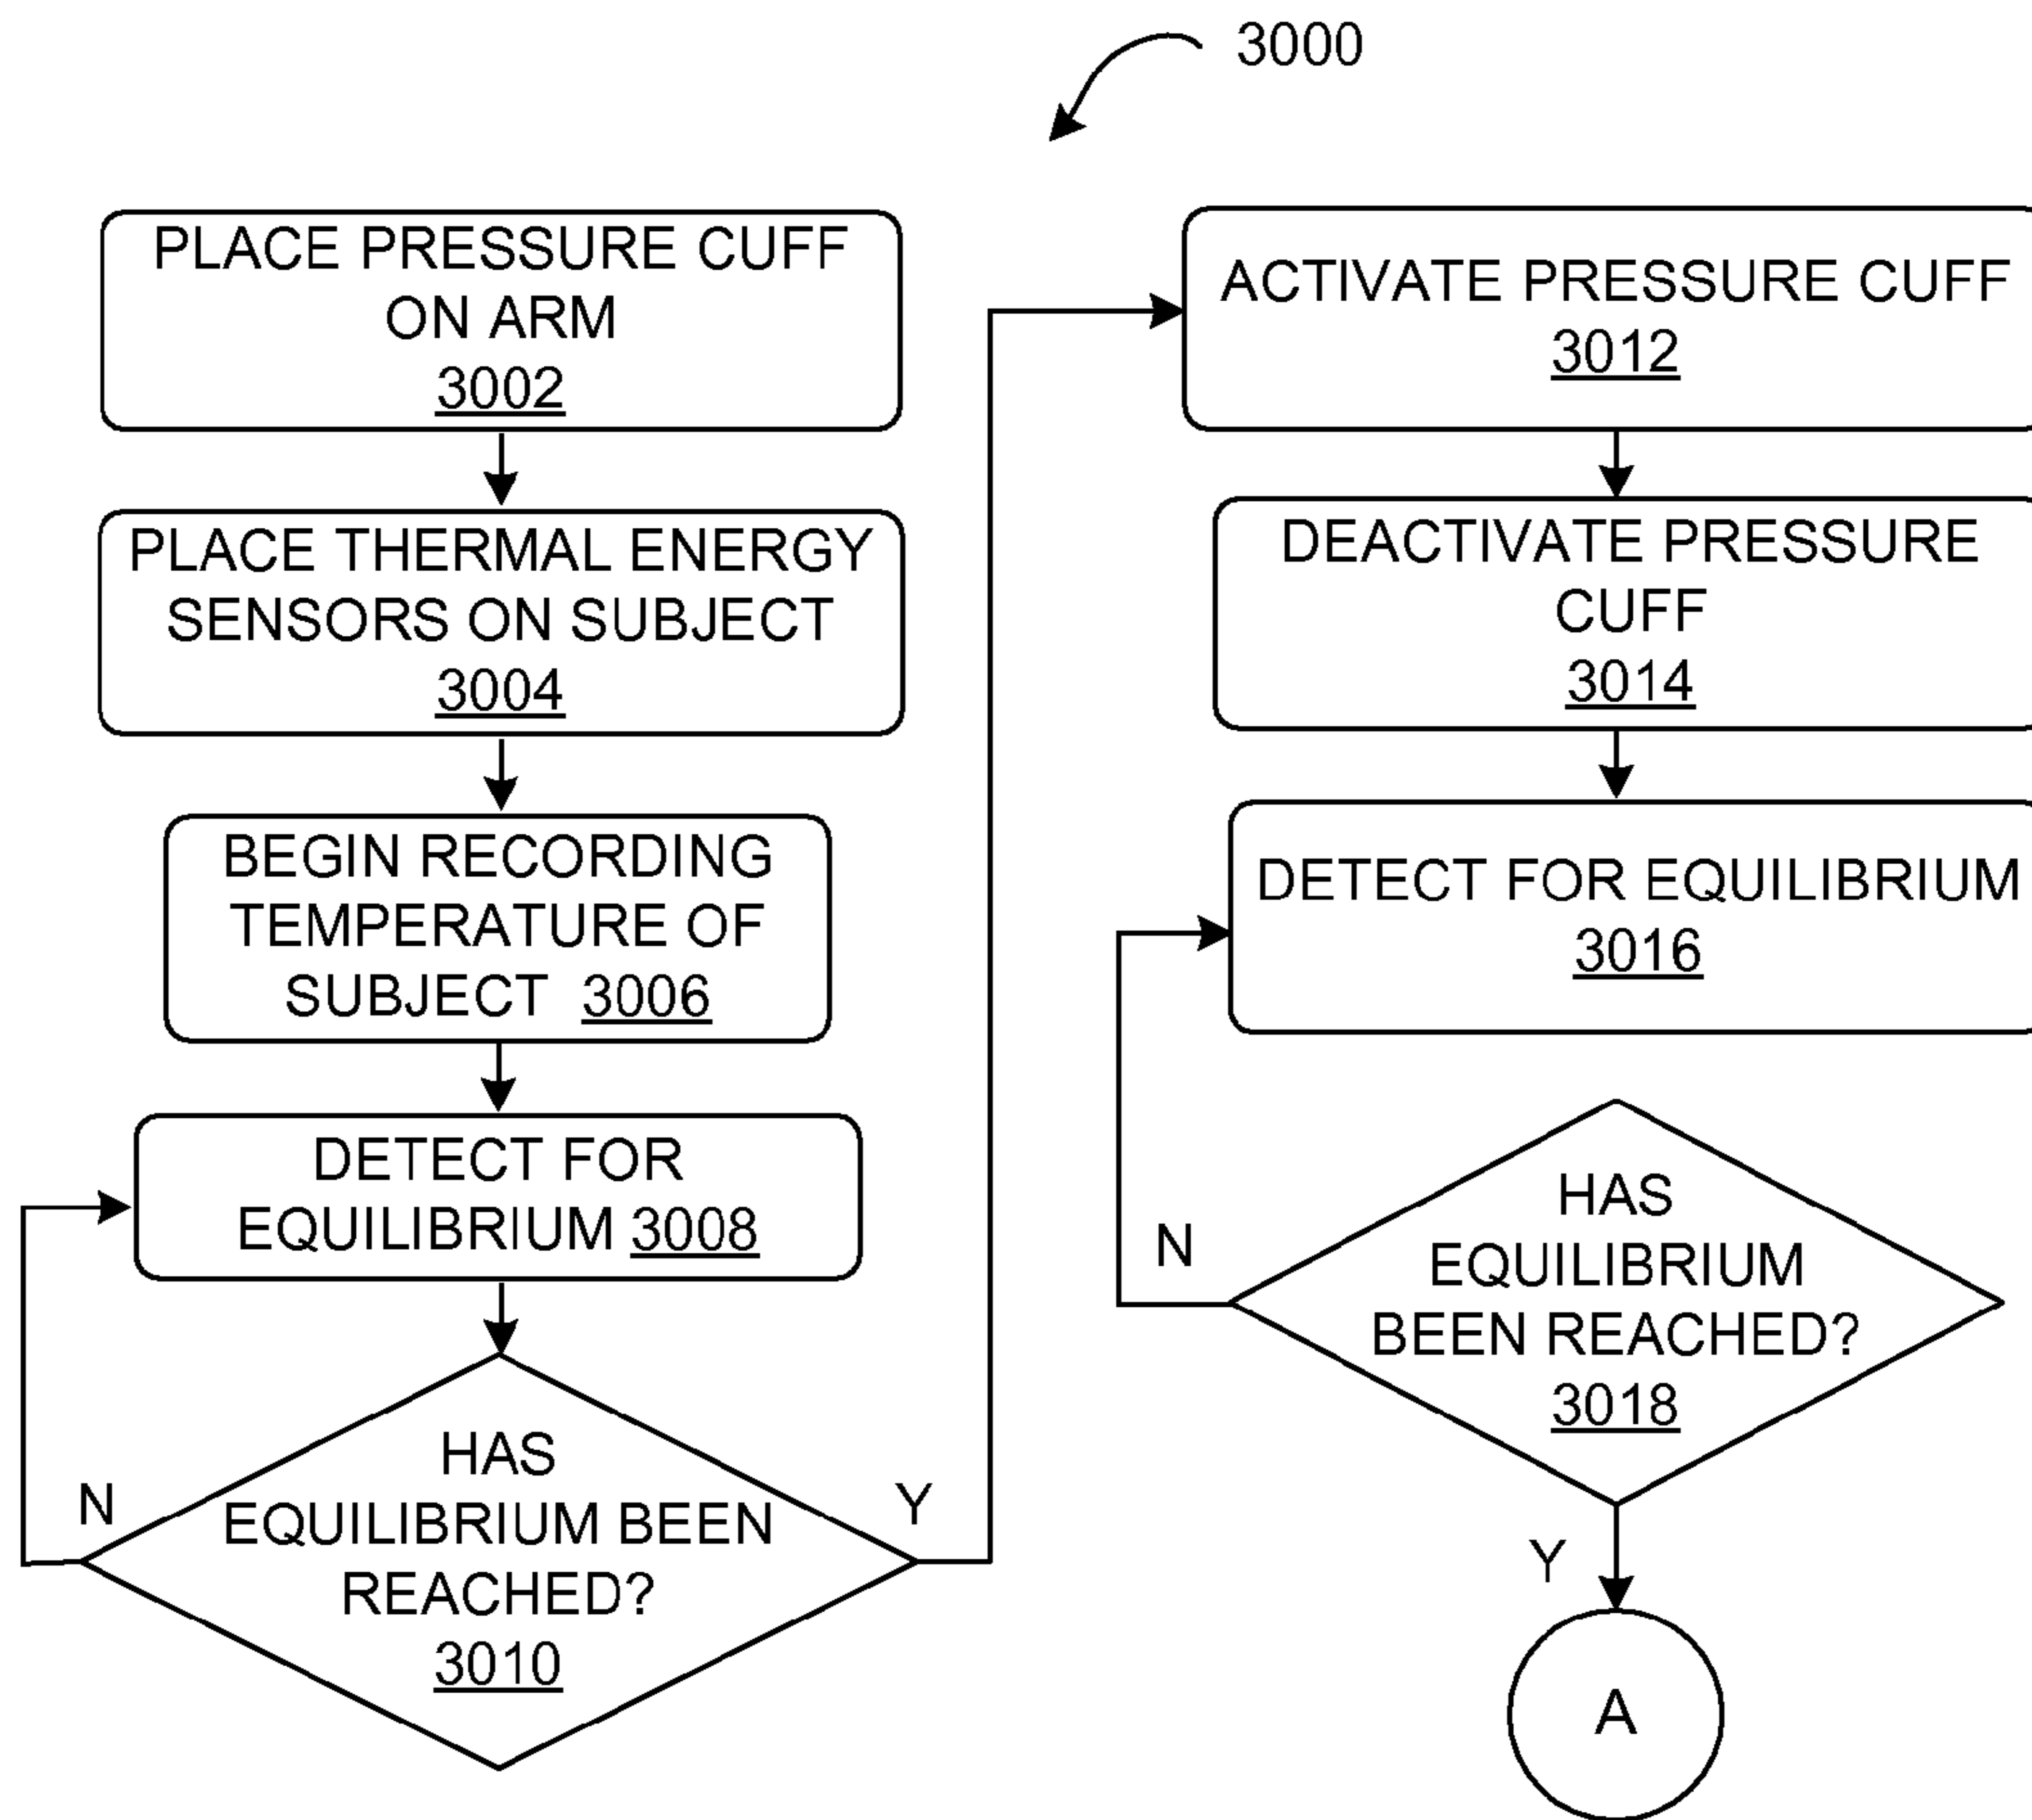 3000
PLACE PRESSURE CUFF
ON ARM
3002
PLACE THERMAL ENERGY
SENSORS ON SUBJECT
3004
BEGIN RECORDING
TEMPERATURE OF
SUBJECT 3006
DETECT FOR
EQUILIBRIUM 3008
HAS
EQUILIBRIUM BEEN
REACHED?
3010
N
Y
ACTIVATE PRESSURE CUFF
3012
DEACTIVATE PRESSURE
CUFF
3014
DETECT FOR EQUILIBRIUM
3016
HAS
EQUILIBRIUM
BEEN REACHED?
3018
N
Y
A